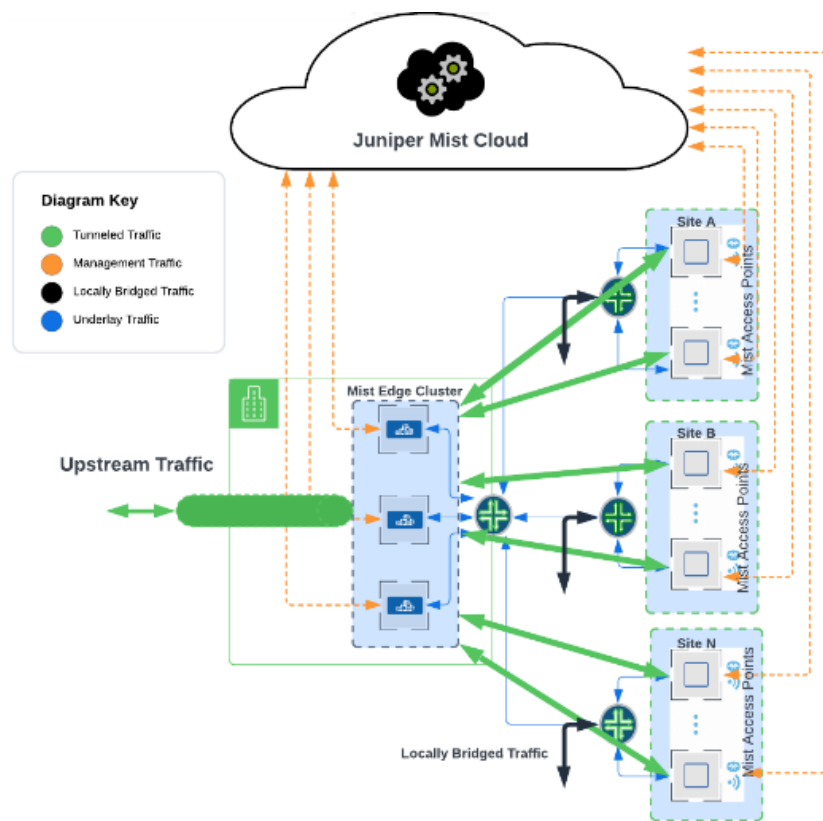 Juniper Mist Cloud
Diagram Key
Tunneled Traffic
Management Traffic
Locally Bridged Traffic
Underlay Traffic
Site A
Mist Access Points
Mist Edge Cluster
Upstream Traffic
Site B
Mist Access Points
Site N
Mist Access Points
Locally Bridged Traffic